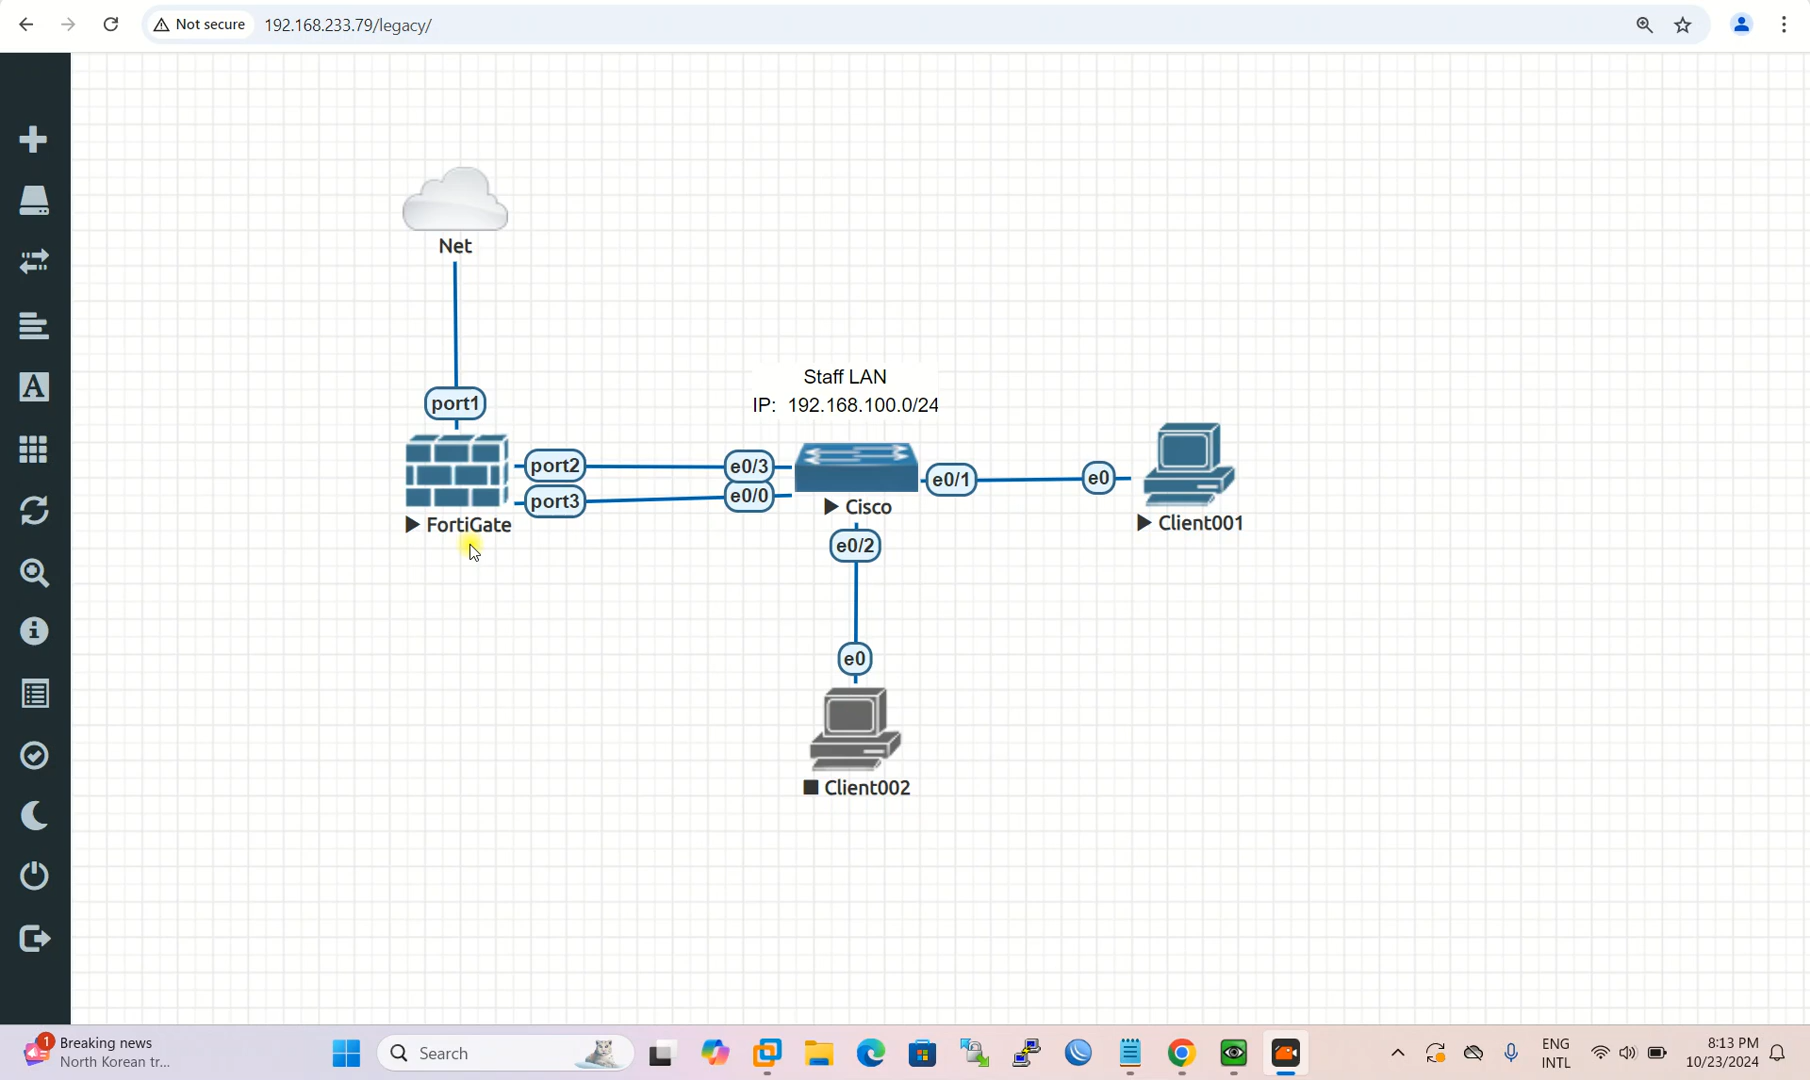 Not secure
192.168.233.79/legacy/
Net
port1
Staff LAN
IP: 192.168.100.0/24
port2
e0/3
port3
e0/0
e0/1
e0
FortiGate
Cisco
Client001
e0/2
e0
Client002
1
Breaking news
North Korean tr...
Search
ENG
INTL
8:13 PM
10/23/2024